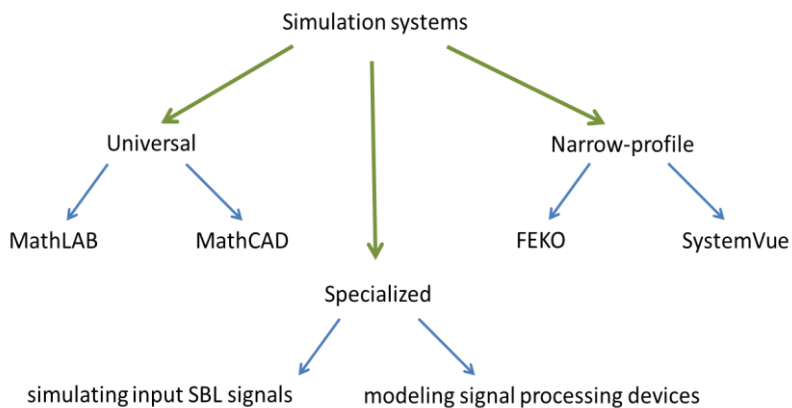 Simulation systems
Universal
Narrow-profile
MathLAB
MathCAD
FEKO
SystemVue
Specialized
simulating input SBL signals
modeling signal processing devices